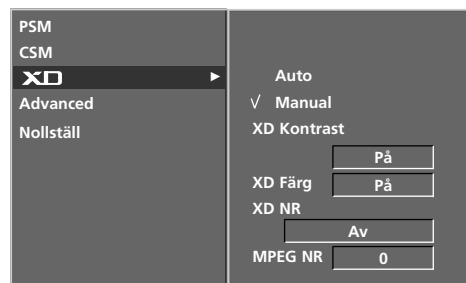 PSM
CSM
XD
Advanced
Nollställ
Auto
√ Manual
XD Kontrast
På
XD Färg På
XD NR
Av
MPEG NR 0